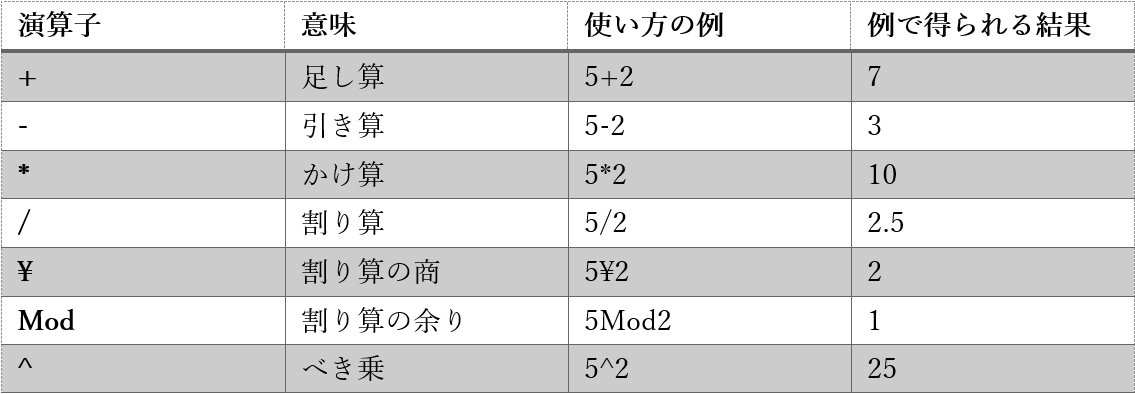 演算子 意味 使い方の例 例で得られる結果
+ 足し算 5+2 7
- 引き算 5-2 3
* かけ算 5*2 10
/ 割り算 5/2 2.5
¥ 割り算の商 5¥2 2
Mod 割り算の余り 5Mod2 1
^ べき乗 5^2 25